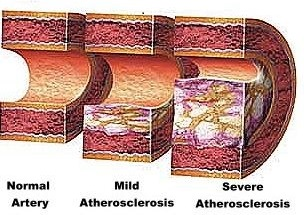 Normal
Artery
Mild
Atherosclerosis
Severe
Atherosclerosis